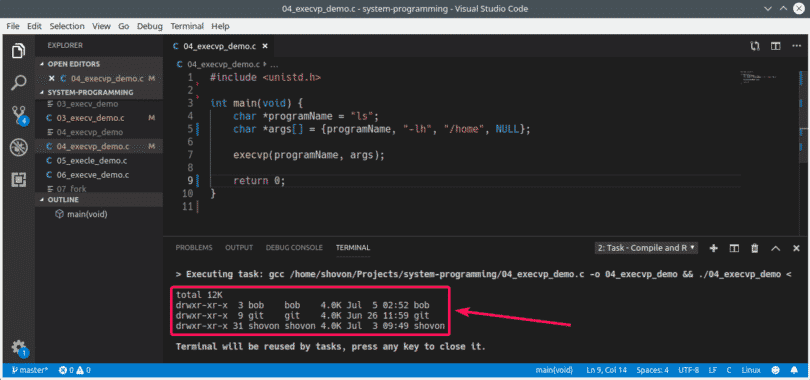 04_execvp_demo.c - system-programming - Visual Studio Code
File Edit Selection View Go Debug Terminal Help
EXPLORER
OPEN EDITORS
× C 04_execvp_demo.c M
SYSTEM-PROGRAMMING
03_execv_demo
C 03_execv_demo.c M
04_execvp_demo
C 04_execvp_demo.c M
C 05_execle_demo.c
C 06_execve_demo.c
07_fork
OUTLINE
main(void)
4
1
C 04_execvp_demo.c ×
C 04_execvp_demo.c › ...
1 #include <unistd.h>
2
3 int main(void) {
4 char *programName = "ls";
5 char *args[] = {programName, "-lh", "/home", NULL};
6
7 execvp(programName, args);
8
9 return 0;
10 }
11
PROBLEMS OUTPUT DEBUG CONSOLE TERMINAL 2: Task - Compile and R
> Executing task: gcc /home/shovon/Projects/system-programming/04_execvp_demo.c -o 04_execvp_demo && ./04_execvp_demo <
total 12K
drwxr-xr-x 3 bob bob 4.0K Jul 5 02:52 bob
drwxr-xr-x 9 git git 4.0K Jun 26 11:59 git
drwxr-xr-x 31 shovon shovon 4.0K Jul 3 09:49 shovon
Terminal will be reused by tasks, press any key to close it.
master* 0 0 main(void) Ln 9, Col 14 Spaces: 4 UTF-8 LF C Linux